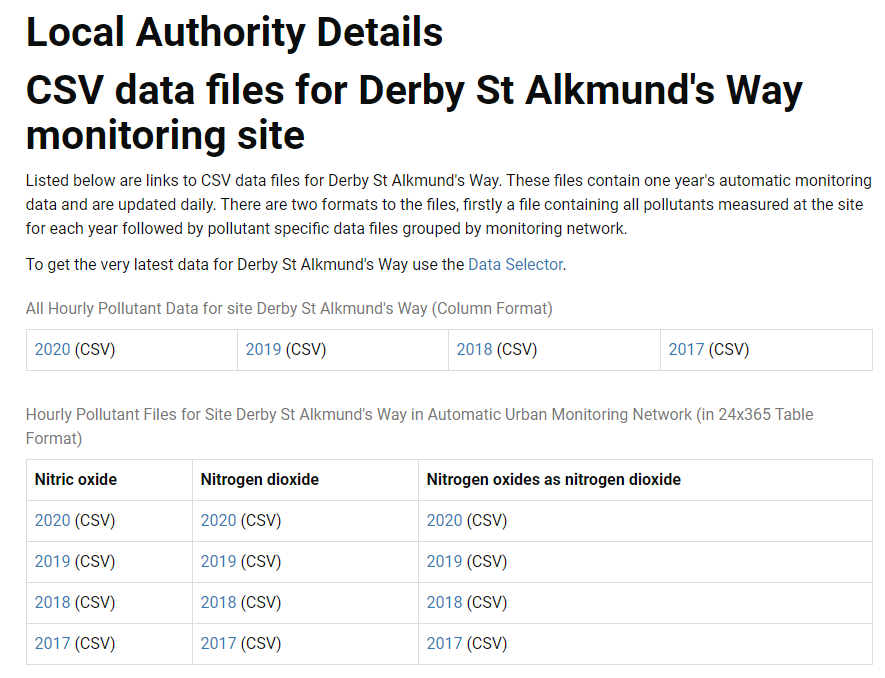 Local Authority Details
CSV data files for Derby St Alkmund's Way
monitoring site
Listed below are links to CSV data files for Derby St Alkmund's Way. These files contain one year's automatic monitoring
data and are updated daily. There are two formats to the files, firstly a file containing all pollutants measured at the site
for each year followed by pollutant specific data files grouped by monitoring network.
To get the very latest data for Derby St Alkmund's Way use the Data Selector.
All Hourly Pollutant Data for site Derby St Alkmund's Way (Column Format)
2020 (CSV) 2019 (CSV) 2018 (CSV) 2017 (CSV)
Hourly Pollutant Files for Site Derby St Alkmund's Way in Automatic Urban Monitoring Network (in 24x365 Table
Format)
Nitric oxide Nitrogen dioxide Nitrogen oxides as nitrogen dioxide
2020 (CSV) 2020 (CSV) 2020 (CSV)
2019 (CSV) 2019 (CSV) 2019 (CSV)
2018 (CSV) 2018 (CSV) 2018 (CSV)
2017 (CSV) 2017 (CSV) 2017 (CSV)